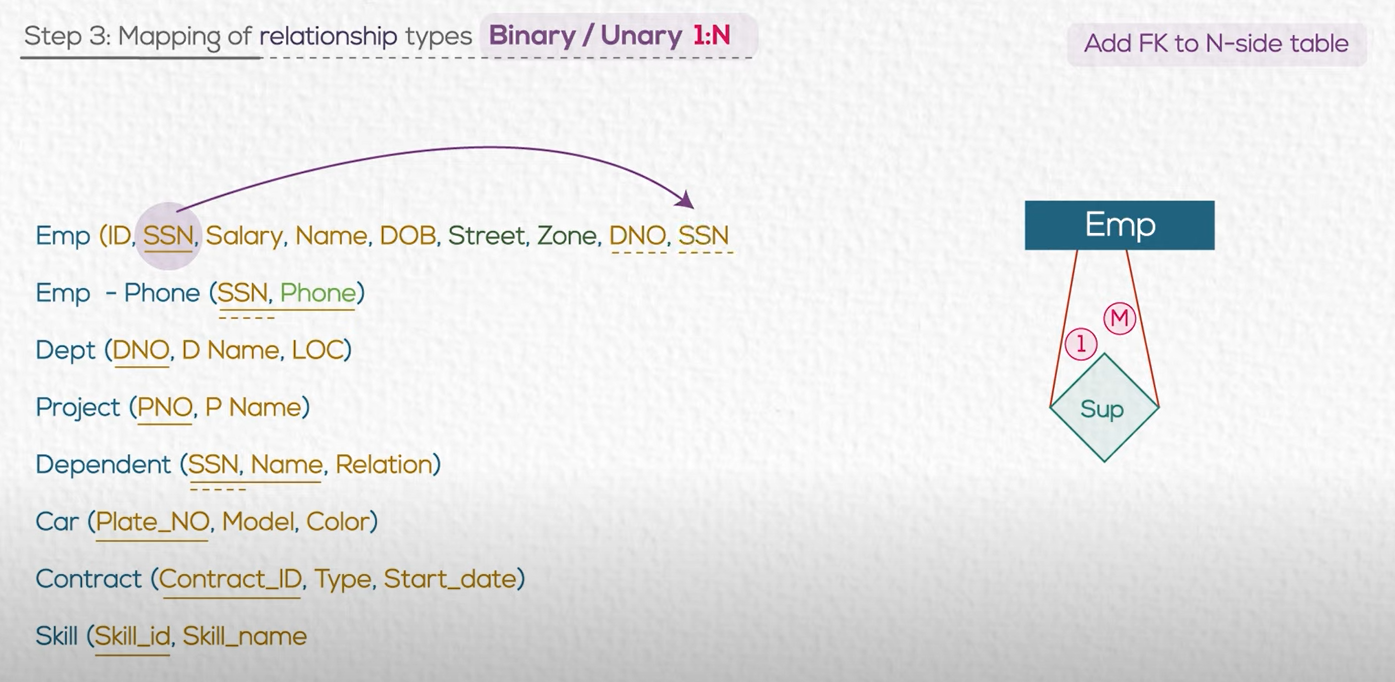 Step 3: Mapping of relationship types Binary / Unary 1:N
Add FK to N-side table
Emp (ID, SSN, Salary, Name, DOB, Street, Zone, DNO, SSN
Emp - Phone (SSN, Phone)
Dept (DNO, D Name, LOC)
Project (PNO, P Name)
Dependent (SSN, Name, Relation)
Car (Plate_NO, Model, Color)
Contract (Contract_ID, Type, Start_date)
Skill (Skill_id, Skill_name
Emp
M
1
Sup